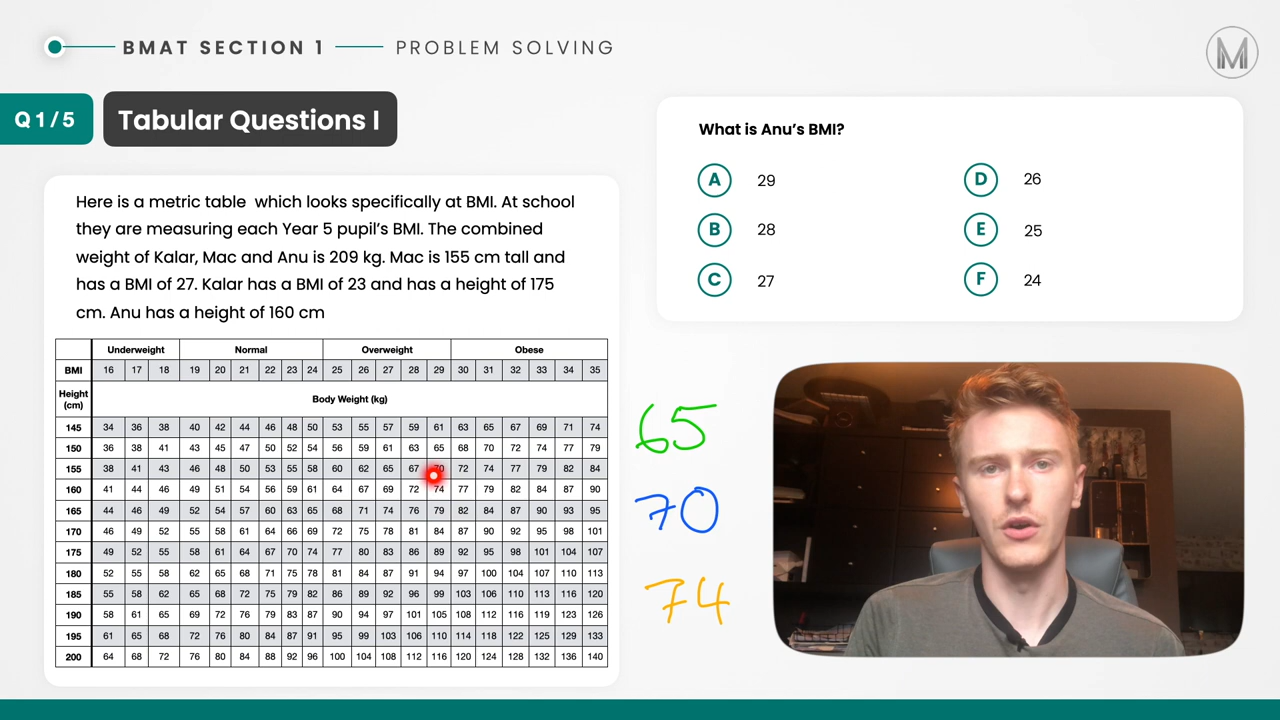 BMAT SECTION 1 PROBLEM SOLVING
M
Q 1/5 Tabular Questions I
Here is a metric table which looks specifically at BMI. At school
they are measuring each Year 5 pupil's BMI. The combined
weight of Kalar, Mac and Anu is 209 kg. Mac is 155 cm tall and
has a BMI of 27. Kalar has a BMI of 23 and has a height of 175
cm. Anu has a height of 160 cm
Underweight Normal Overweight Obese
BMI 16 17 18 19 20 21 22 23 24 25 26 27 28 29 30 31 32 33 34 35
Height
(cm)
Body Weight (kg)
145 34 36 38 40 42 44 46 48 50 53 55 57 59 61 63 65 67 69 71 74
150 36 38 41 43 45 47 50 52 54 56 59 61 63 65 68 70 72 74 77 79
155 38 41 43 46 48 50 53 55 58 60 62 65 67 70 72 74 77 79 82 84
160 41 44 46 49 51 54 56 59 61 64 67 69 72 74 77 79 82 84 87 90
165 44 46 49 52 54 57 60 63 65 68 71 74 76 79 82 84 87 90 93 95
170 46 49 52 55 58 61 64 66 69 72 75 78 81 84 87 90 92 95 98 101
175 49 52 55 58 61 64 67 70 74 77 80 83 86 89 92 95 98 101 104 107
180 52 55 58 62 65 68 71 75 78 81 84 87 91 94 97 100 104 107 110 113
185 55 58 62 65 68 72 75 79 82 86 89 92 96 99 103 106 110 113 116 120
190 58 61 65 69 72 76 79 83 87 90 94 97 101 105 108 112 116 119 123 126
195 61 65 68 72 76 80 84 87 91 95 99 103 106 110 114 118 122 125 129 133
200 64 68 72 76 80 84 88 92 96 100 104 108 112 116 120 124 128 132 136 140
What is Anu's BMI?
A 29
B 28
C 27
D 26
E 25
F 24
65
70
74